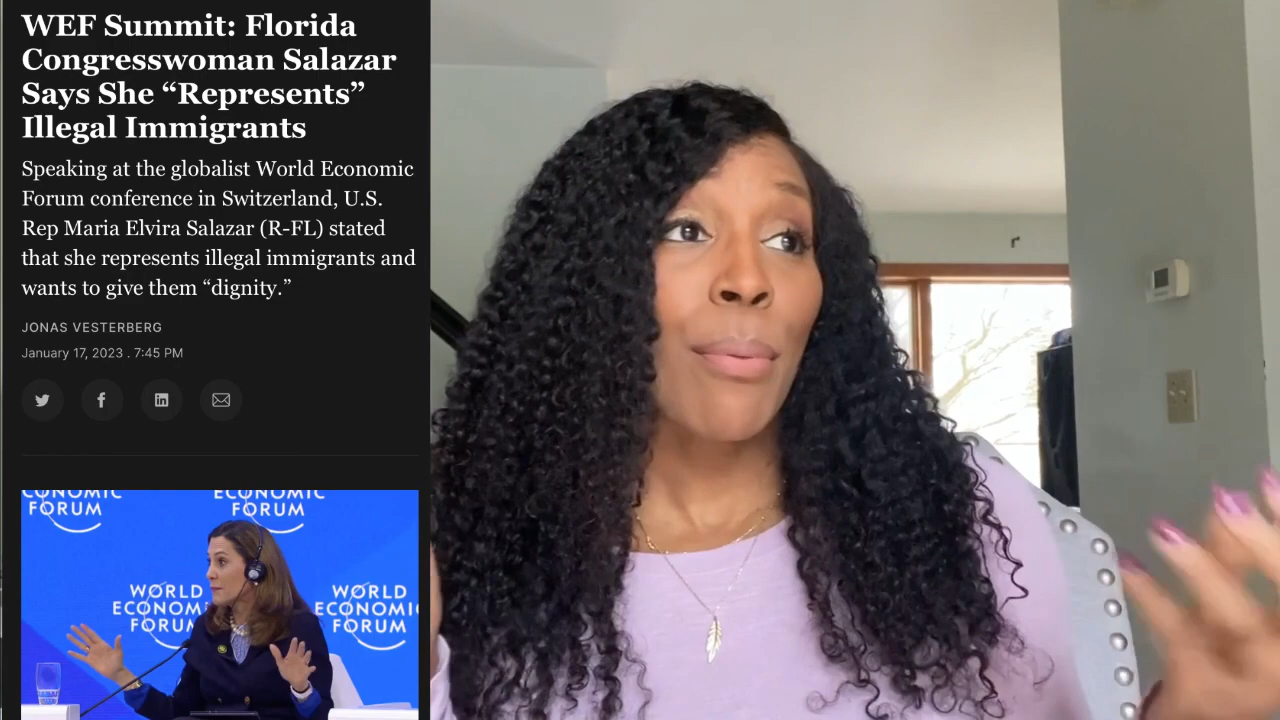 WEF Summit: Florida
Congresswoman Salazar
Says She “Represents”
Illegal Immigrants
Speaking at the globalist World Economic
Forum conference in Switzerland, U.S.
Rep Maria Elvira Salazar (R-FL) stated
that she represents illegal immigrants and
wants to give them “dignity.”
JONAS VESTERBERG
January 17, 2023 . 7:45 PM
ECONOMIC
FORUM
ECONOMIC
FORUM
WORLD
ECONOMIC
FORUM
WORLD
ECONOMIC
FORUM